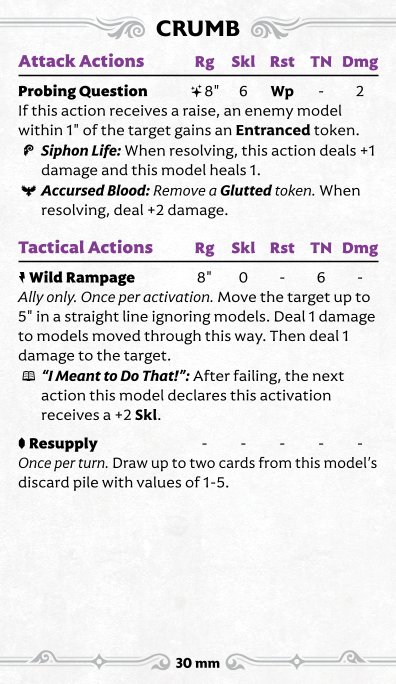 CRUMB
Attack Actions Rg Skl Rst TN Dmg
Probing Question 8" 6 Wp - 2
If this action receives a raise, an enemy model
within 1" of the target gains an Entranced token.
Siphon Life: When resolving, this action deals +1
damage and this model heals 1.
Accursed Blood: Remove a Glutted token. When
resolving, deal +2 damage.
Tactical Actions Rg Skl Rst TN Dmg
Wild Rampage 8" 0 - 6 -
Ally only. Once per activation. Move the target up to
5" in a straight line ignoring models. Deal 1 damage
to models moved through this way. Then deal 1
damage to the target.
"I Meant to Do That!": After failing, the next
action this model declares this activation
receives a +2 Skl.
Resupply - - - - -
Once per turn. Draw up to two cards from this model's
discard pile with values of 1-5.
30 mm